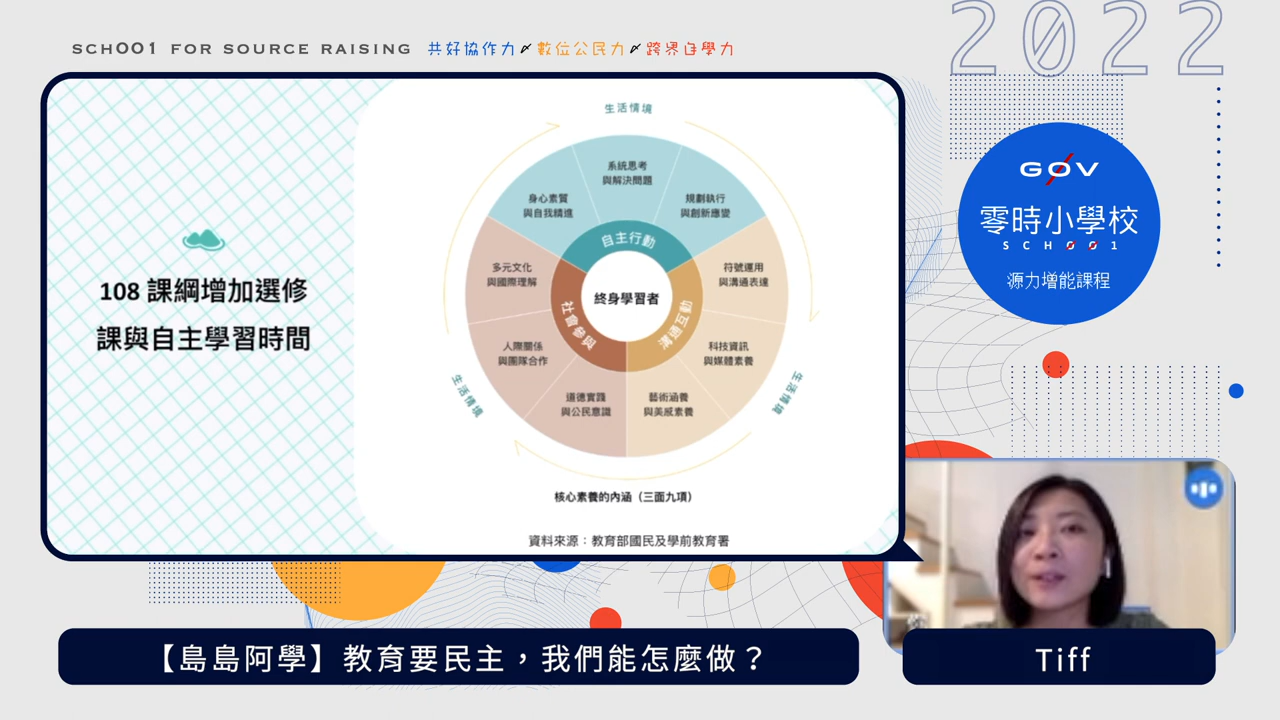 SCH001 FOR SOURCE RAISING 共好協作力 數位公民力 跨界自學力
2022
GOV
零時小學校
SCH001
源力增能課程
108 課綱增加選修
課與自主學習時間
生活情境
系統思考
與解決問題
身心素質
與自我精進
規劃執行
與創新應變
自主行動
多元文化
與國際理解
符號運用
與溝通表達
終身學習者
社會參與
溝通互動
人際關係
與團隊合作
科技資訊
與媒體素養
道德實踐
與公民意識
藝術涵養
與美感素養
生活情境
生活情境
核心素養的內涵（三面九項）
資料來源：教育部國民及學前教育署
【島島阿學】教育要民主，我們能怎麼做？
Tiff